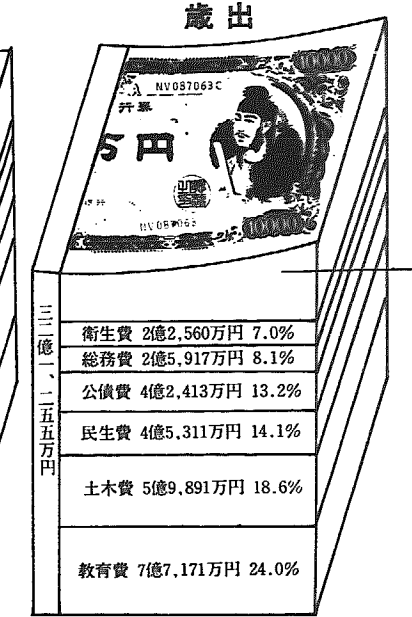 歳出
NV087063C
万円
10000
三二億一、二五五万円
衛生費 2億2,560万円 7.0%
総務費 2億5,917万円 8.1%
公債費 4億2,413万円 13.2%
民生費 4億5,311万円 14.1%
土木費 5億9,891万円 18.6%
教育費 7億7,171万円 24.0%